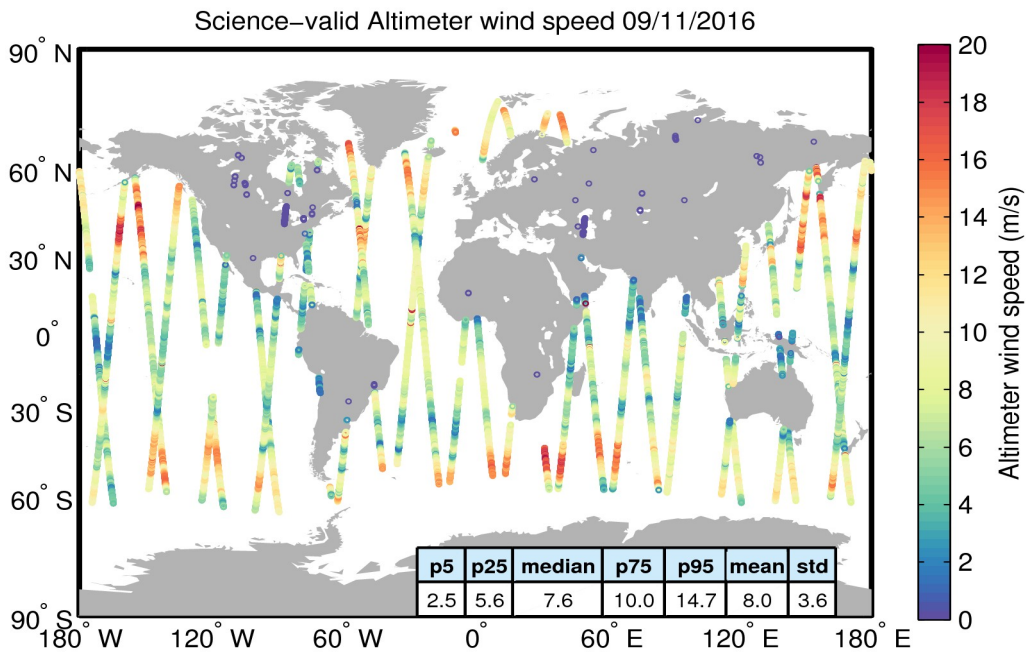 Science−valid Altimeter wind speed 09/11/2016
90° N
60° N
30° N
0°
30° S
60° S
90° S
180° W
120° W
60° W
0°
60° E
120° E
180° E
p5 p25 median p75 p95 mean std
2.5 5.6 7.6 10.0 14.7 8.0 3.6
20
18
16
14
12
10
8
6
4
2
0
Altimeter wind speed (m/s)